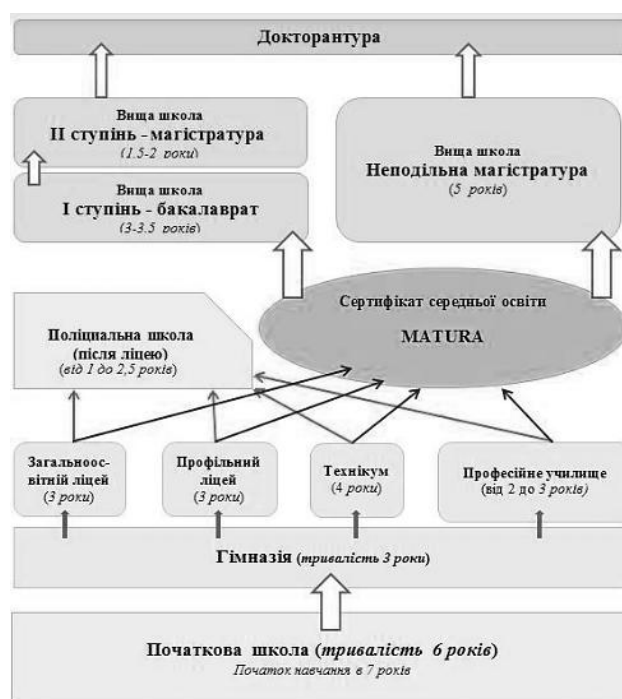 Докторантура
Вища школа
II ступінь - магістратура
(1.5-2 роки)
Вища школа
I ступінь - бакалаврат
(3-3.5 років)
Вища школа
Неподільна магістратура
(5 років)
Сертифікат середньої освіти
MATURA
Поліциальна школа
(після ліцею)
(від 1 до 2,5 років)
Загальноос-
вітній ліцей
(3 роки)
Профільний
ліцей
(3 роки)
Технікум
(4 роки)
Професійне училище
(від 2 до 3 років)
Гімназія (тривалість 3 роки)
Початкова школа (тривалість 6 років)
Початок навчання в 7 років